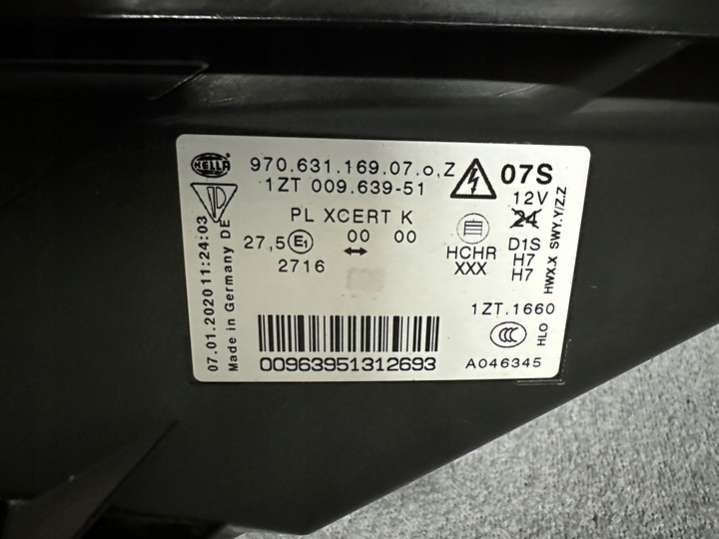 HELLA
970.631.169.07.o.Z
1ZT 009.639-51
PL XCERT K
27,5 E1 00 00
2716
07S
12V
24
D1S
H7
H7
HCHR
XXX
HWX.X SWY.Y/Z.Z
1ZT.1660
CCC
HLO
A046345
00963951312693
07.01.2020 11:24:03
Made in Germany DE